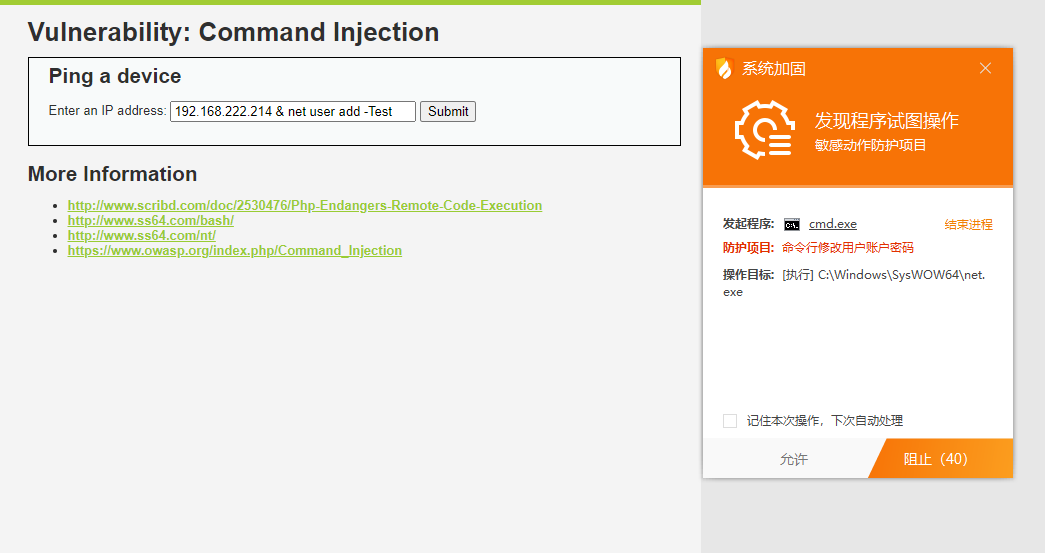 Vulnerability: Command Injection
Ping a device
Enter an IP address: 192.168.222.214 & net user add -Test Submit
More Information
http://www.scribd.com/doc/2530476/Php-Endangers-Remote-Code-Execution
http://www.ss64.com/bash/
http://www.ss64.com/nt/
https://www.owasp.org/index.php/Command_Injection
系统加固
发现程序试图操作
敏感动作防护项目
发起程序: cmd.exe 结束进程
防护项目: 命令行修改用户账户密码
操作目标: [执行] C:\Windows\SysWOW64\net.
exe
记住本次操作，下次自动处理
允许 阻止（40）